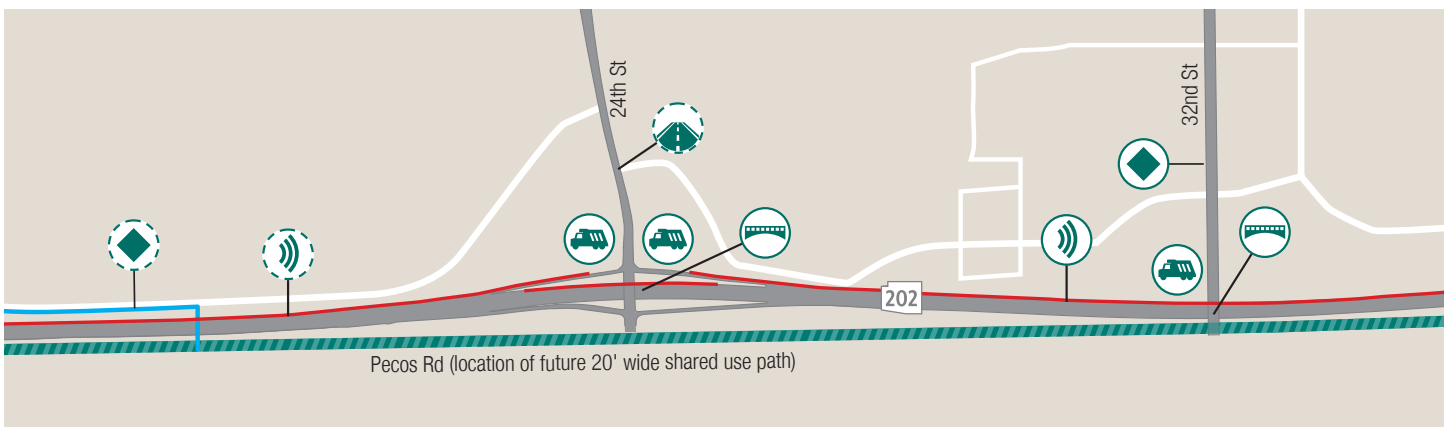 24th St
32nd St
202
Pecos Rd (location of future 20' wide shared use path)